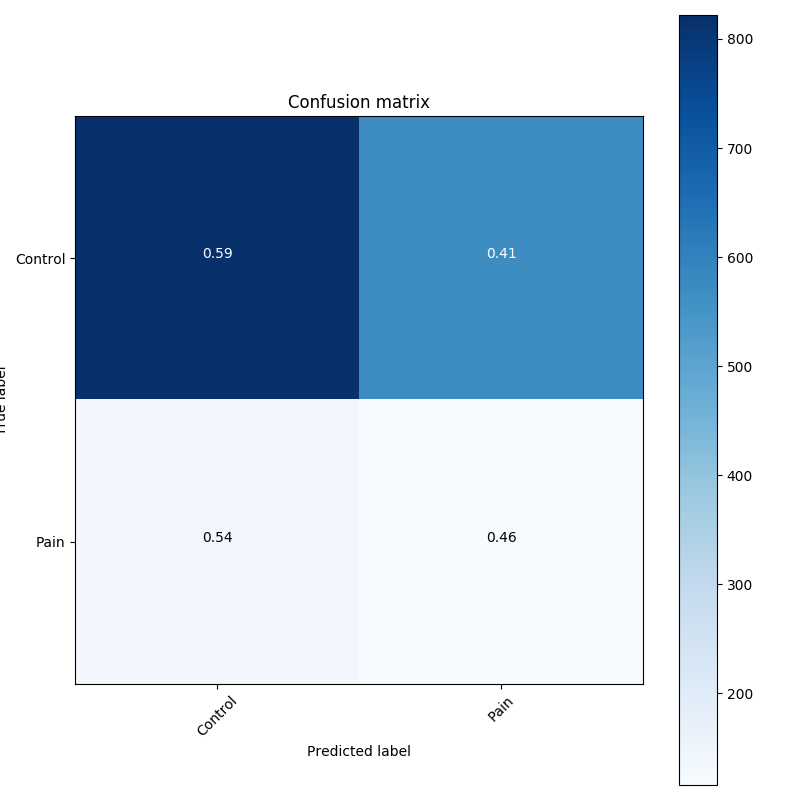 Confusion matrix
Control
0.59
0.41
True label
Pain
0.54
0.46
Control
Pain
Predicted label
800
700
600
500
400
300
200